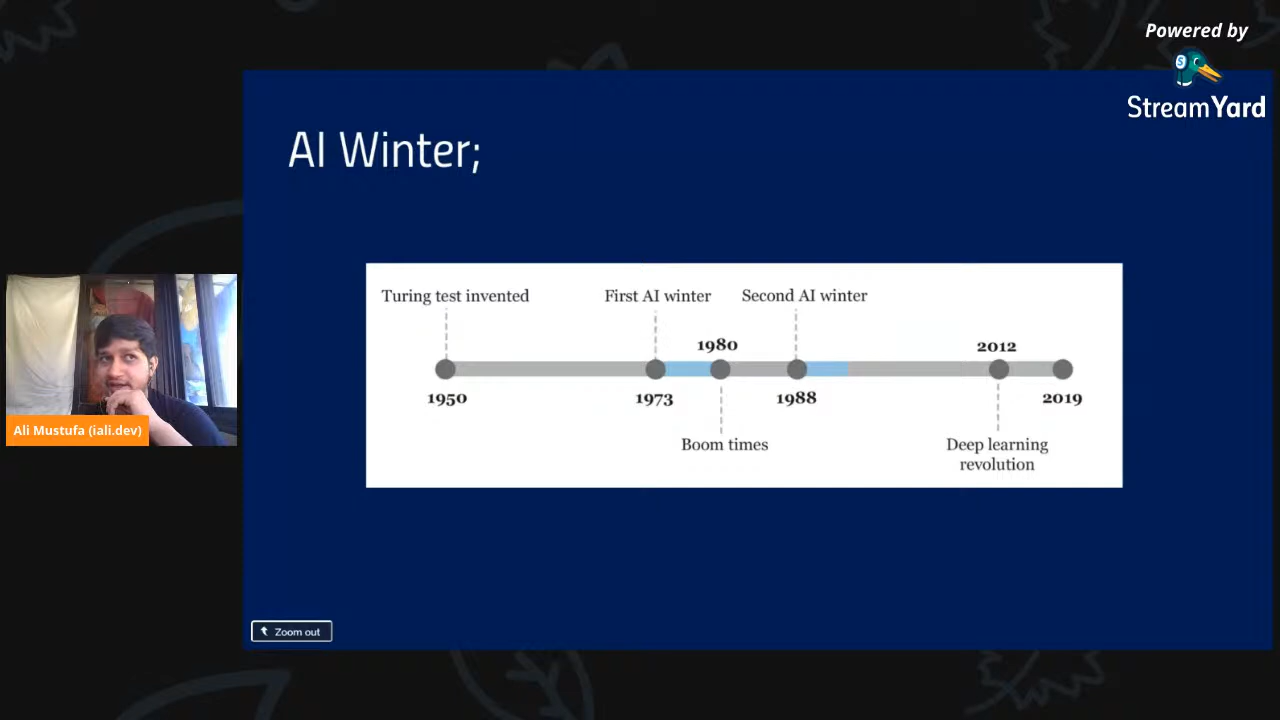 Powered by
StreamYard
AI Winter;
Turing test invented
First AI winter
Second AI winter
1980
2012
1950
1973
1988
2019
Boom times
Deep learning
revolution
Ali Mustufa (iali.dev)
Zoom out